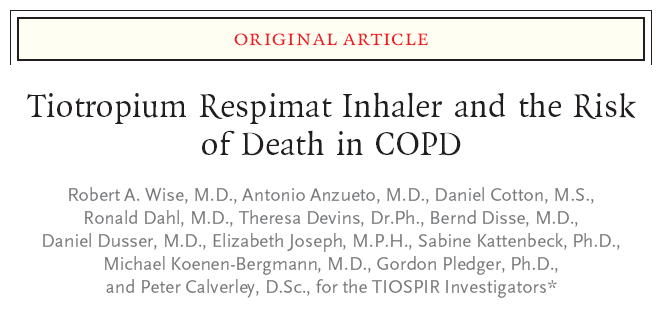 ORIGINAL ARTICLE
Tiotropium Respimat Inhaler and the Risk
of Death in COPD
Robert A. Wise, M.D., Antonio Anzueto, M.D., Daniel Cotton, M.S.,
Ronald Dahl, M.D., Theresa Devins, Dr.Ph., Bernd Disse, M.D.,
Daniel Dusser, M.D., Elizabeth Joseph, M.P.H., Sabine Kattenbeck, Ph.D.,
Michael Koenen-Bergmann, M.D., Gordon Pledger, Ph.D.,
and Peter Calverley, D.Sc., for the TIOSPIR Investigators*